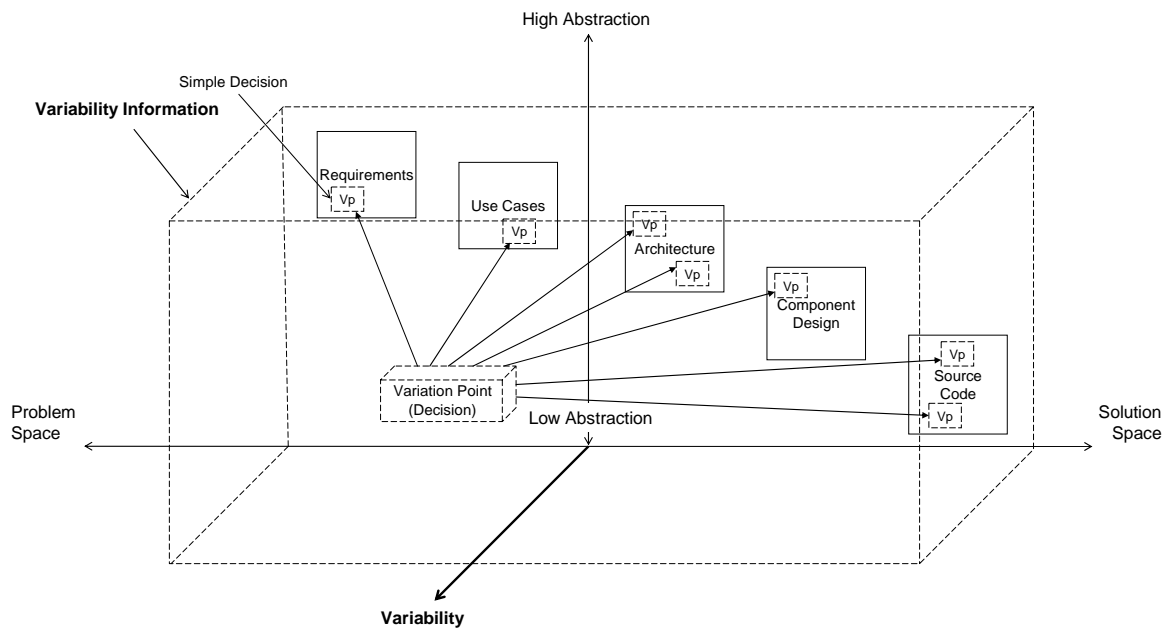 High Abstraction
Simple Decision
Variability Information
Requirements
Vp
Use Cases
Vp
Vp
Architecture
Vp
Vp
Component
Design
Vp
Source
Code
Vp
Variation Point
(Decision)
Low Abstraction
Problem
Space
Solution
Space
Variability